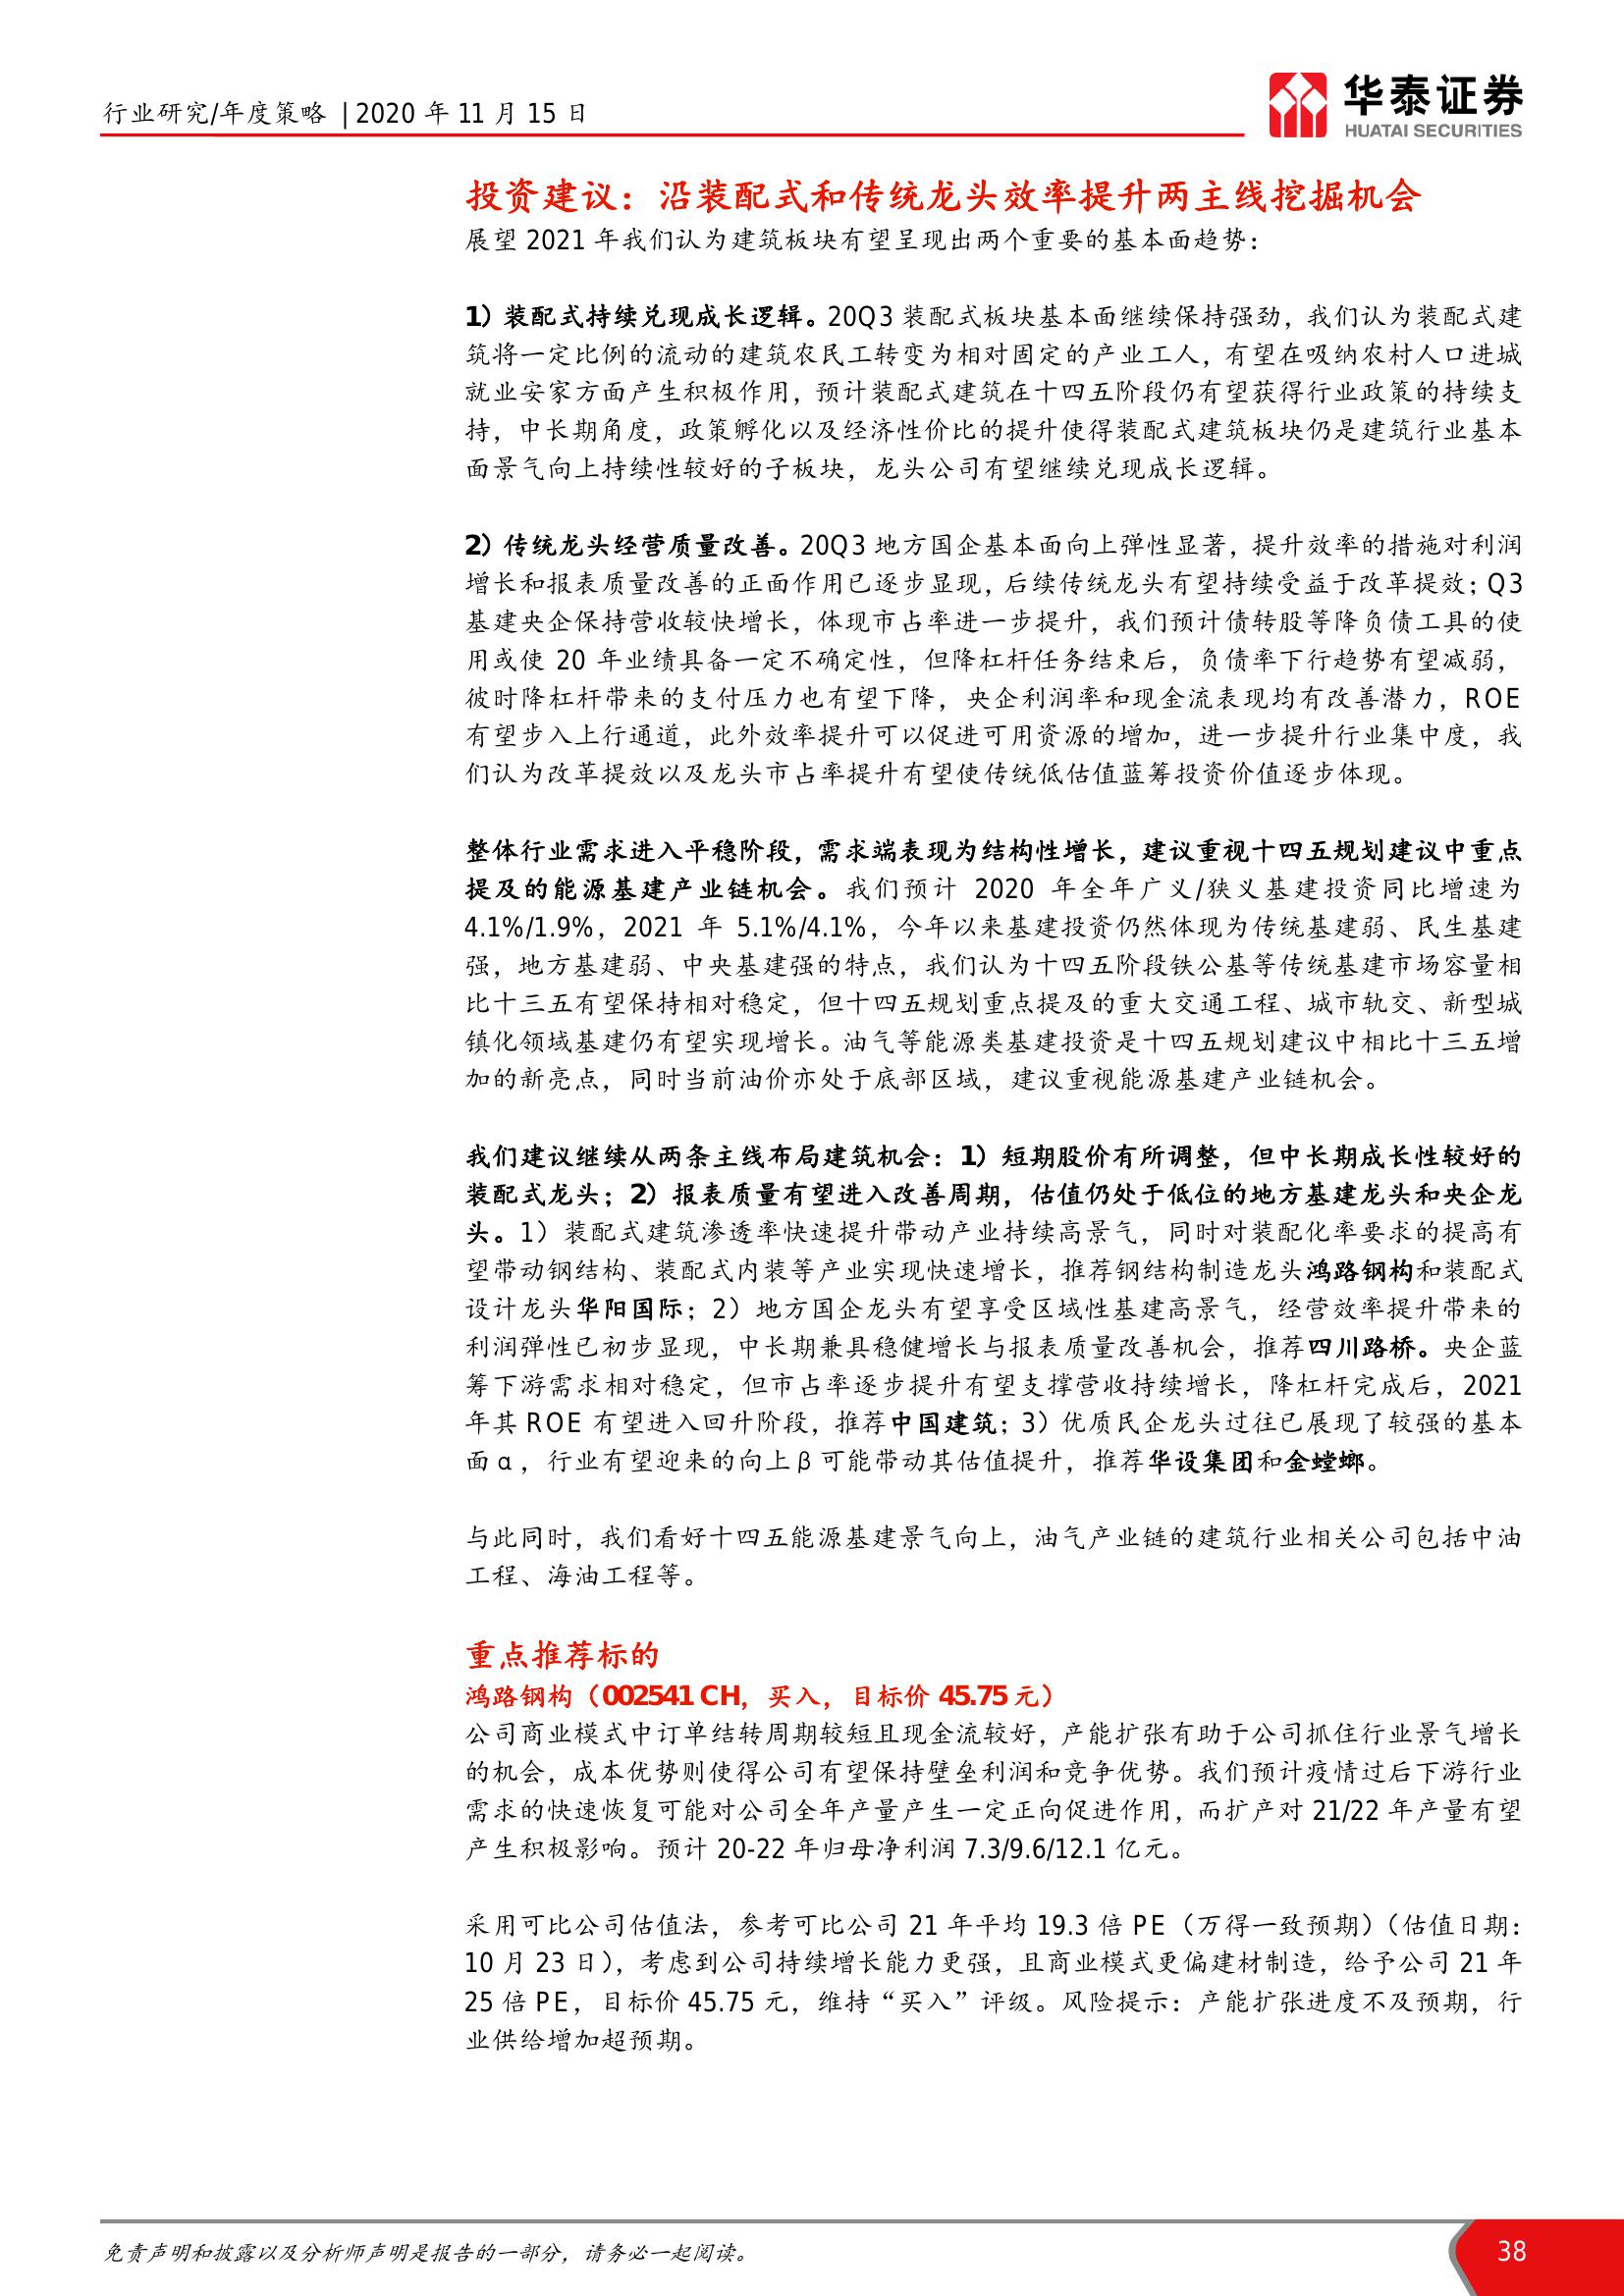 行业研究/年度策略 | 2020 年 11 月 15 日
华泰证券
HUATAI SECURITIES
投资建议：沿装配式和传统龙头效率提升两主线挖掘机会
展望 2021 年我们认为建筑板块有望呈现出两个重要的基本面趋势：
1）装配式持续兑现成长逻辑。20Q3 装配式板块基本面继续保持强劲，我们认为装配式建
筑将一定比例的流动的建筑农民工转变为相对固定的产业工人，有望在吸纳农村人口进城
就业安家方面产生积极作用，预计装配式建筑在十四五阶段仍有望获得行业政策的持续支
持，中长期角度，政策孵化以及经济性价比的提升使得装配式建筑板块仍是建筑行业基本
面景气向上持续性较好的子板块，龙头公司有望继续兑现成长逻辑。
2）传统龙头经营质量改善。20Q3 地方国企基本面向上弹性显著，提升效率的措施对利润
增长和报表质量改善的正面作用已逐步显现，后续传统龙头有望持续受益于改革提效；Q3
基建央企保持营收较快增长，体现市占率进一步提升，我们预计债转股等降负债工具的使
用或使 20 年业绩具备一定不确定性，但降杠杆任务结束后，负债率下行趋势有望减弱，
彼时降杠杆带来的支付压力也有望下降，央企利润率和现金流表现均有改善潜力，ROE
有望步入上行通道，此外效率提升可以促进可用资源的增加，进一步提升行业集中度，我
们认为改革提效以及龙头市占率提升有望使传统低估值蓝筹投资价值逐步体现。
整体行业需求进入平稳阶段，需求端表现为结构性增长，建议重视十四五规划建议中重点
提及的能源基建产业链机会。我们预计 2020 年全年广义/狭义基建投资同比增速为
4.1%/1.9%，2021 年 5.1%/4.1%，今年以来基建投资仍然体现为传统基建弱、民生基建
强，地方基建弱、中央基建强的特点，我们认为十四五阶段铁公基等传统基建市场容量相
比十三五有望保持相对稳定，但十四五规划重点提及的重大交通工程、城市轨交、新型城
镇化领域基建仍有望实现增长。油气等能源类基建投资是十四五规划建议中相比十三五增
加的新亮点，同时当前油价亦处于底部区域，建议重视能源基建产业链机会。
我们建议继续从两条主线布局建筑机会：1）短期股价有所调整，但中长期成长性较好的
装配式龙头；2）报表质量有望进入改善周期，估值仍处于低位的地方基建龙头和央企龙
头。1）装配式建筑渗透率快速提升带动产业持续高景气，同时对装配化率要求的提高有
望带动钢结构、装配式内装等产业实现快速增长，推荐钢结构制造龙头鸿路钢构和装配式
设计龙头华阳国际；2）地方国企龙头有望享受区域性基建高景气，经营效率提升带来的
利润弹性已初步显现，中长期兼具稳健增长与报表质量改善机会，推荐四川路桥。央企蓝
筹下游需求相对稳定，但市占率逐步提升有望支撑营收持续增长，降杠杆完成后，2021
年其 ROE 有望进入回升阶段，推荐中国建筑；3）优质民企龙头过往已展现了较强的基本
面α，行业有望迎来的向上β可能带动其估值提升，推荐华设集团和金螳螂。
与此同时，我们看好十四五能源基建景气向上，油气产业链的建筑行业相关公司包括中油
工程、海油工程等。
重点推荐标的
鸿路钢构（002541 CH，买入，目标价 45.75 元）
公司商业模式中订单结转周期较短且现金流较好，产能扩张有助于公司抓住行业景气增长
的机会，成本优势则使得公司有望保持壁垒利润和竞争优势。我们预计疫情过后下游行业
需求的快速恢复可能对公司全年产量产生一定正向促进作用，而扩产对 21/22 年产量有望
产生积极影响。预计 20-22 年归母净利润 7.3/9.6/12.1 亿元。
采用可比公司估值法，参考可比公司 21 年平均 19.3 倍 PE（万得一致预期）（估值日期：
10 月 23 日），考虑到公司持续增长能力更强，且商业模式更偏建材制造，给予公司 21 年
25 倍 PE，目标价 45.75 元，维持“买入”评级。风险提示：产能扩张进度不及预期，行
业供给增加超预期。
免责声明和披露以及分析师声明是报告的一部分，请务必一起阅读。
38